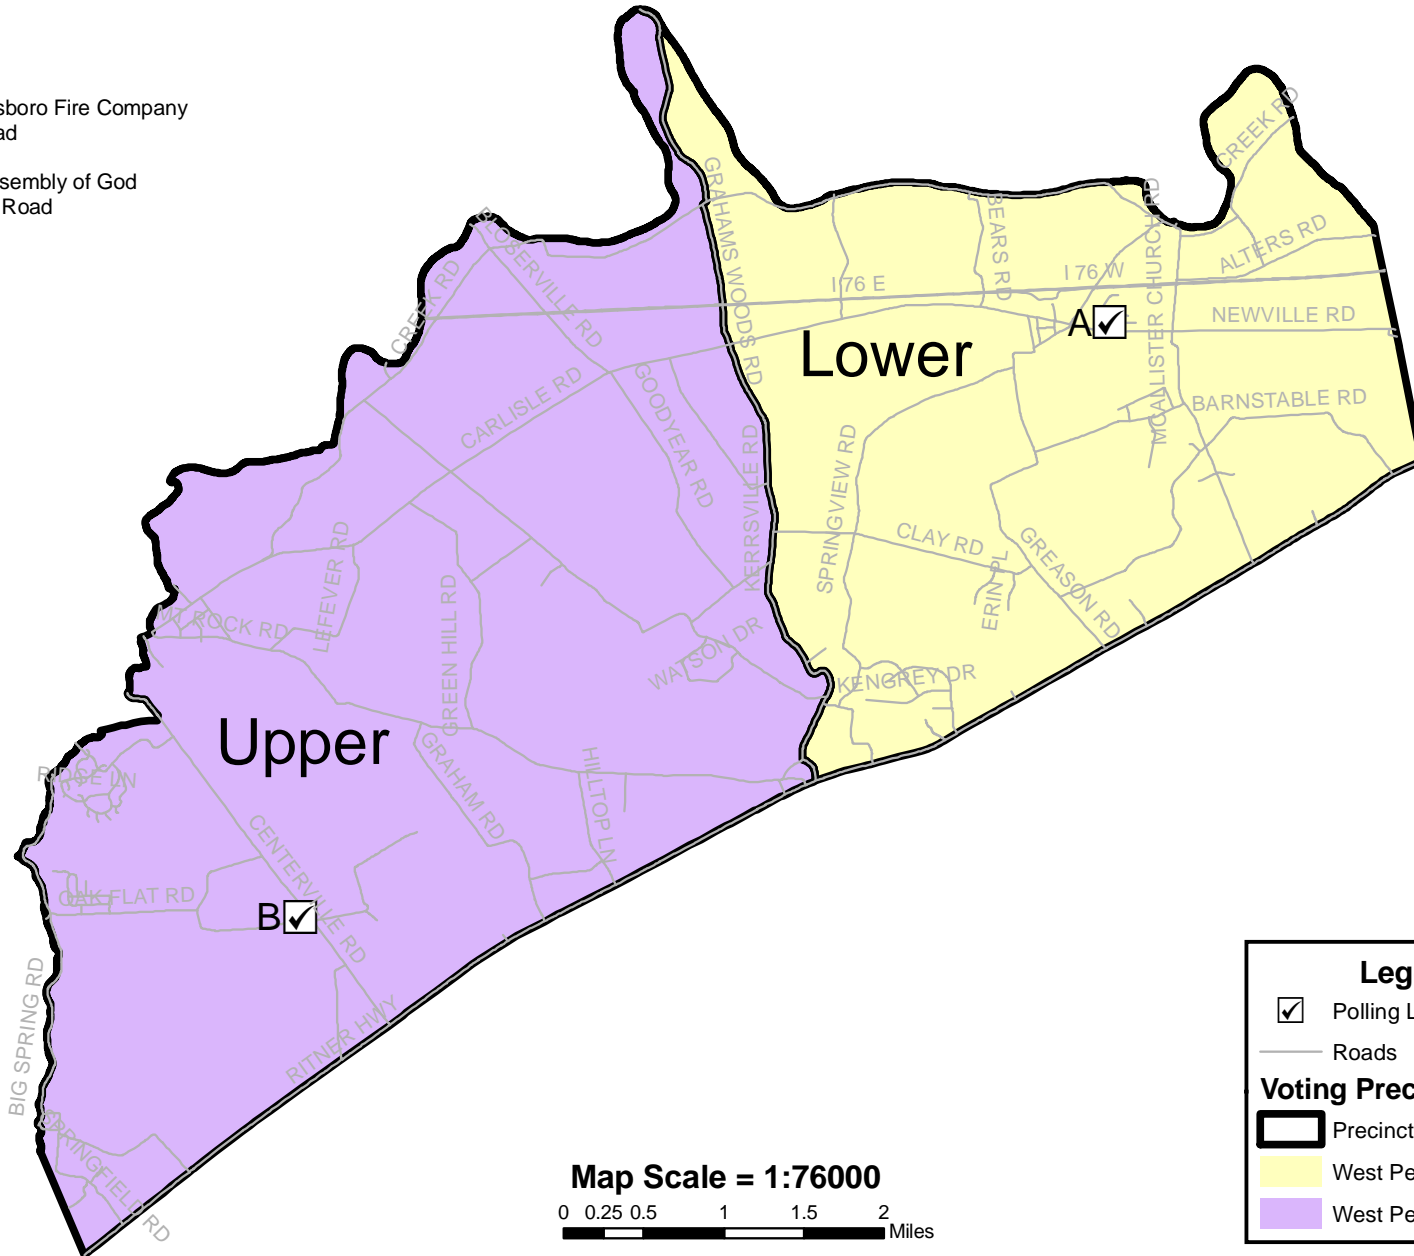 sboro Fire Company
ad
sembly of God
Road
CREEK RD
GRAHAMS WOODS RD
BEARS RD
MCALLISTER CHURCH RD
ALTERS RD
BLOSERVILLE RD
CREEK RD
I 76 E
I 76 W
NEWVILLE RD
A
Lower
CARLISLE RD
GOODYEAR RD
BARNSTABLE RD
KERRSVILLE RD
SPRINGVIEW RD
CLAY RD
GREASON RD
ERIN PL
LEFEVER RD
MT ROCK RD
GREEN HILL RD
WATSON DR
KENGREY DR
Upper
RIDGE LN
GRAHAM RD
HILLTOP LN
CENTERVILLE RD
OAK FLAT RD
B
BIG SPRING RD
RITNER HWY
SPRINGFIELD RD
Map Scale = 1:76000
0 0.25 0.5 1 1.5 2
Miles
Leg
Polling L
Roads
Voting Prec
Precinct
West Pe
West Pe